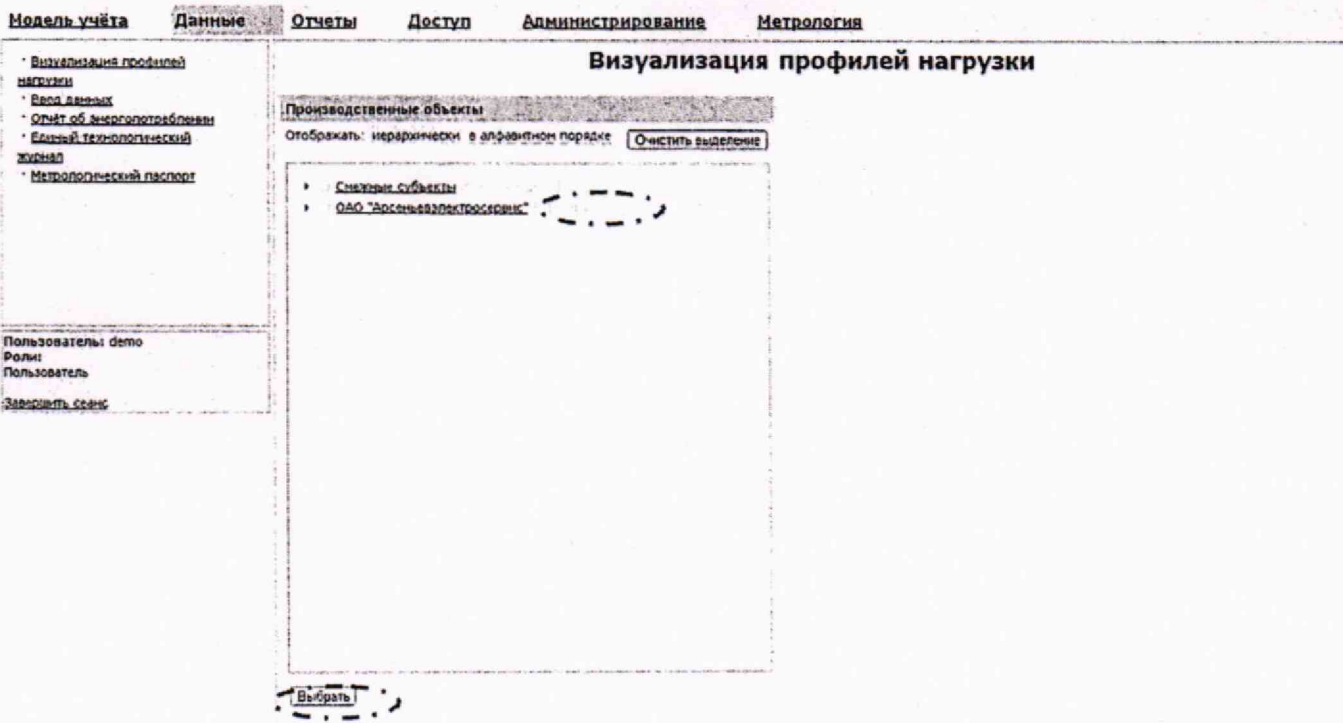 Модель учёта Данные Отчеты Доступ Администрирование Метрология
· Визуализация профилей
нагрузки
· Ввод данных
· Отчёт об энергопотреблении
· Единый технологический
журнал
· Метрологический паспорт
Пользователь: demo
Роли:
Пользователь
Завершить сеанс
Визуализация профилей нагрузки
Производственные объекты
Отображать: иерархически в алфавитном порядке Очистить выделение
Смежные субъекты
ОАО "Арсеньевэлектросервис"
Выбрать